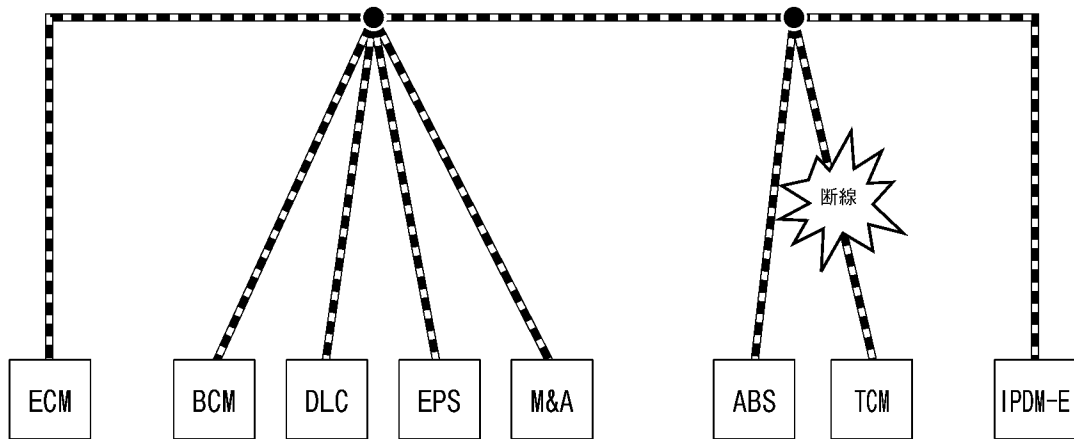 断線
ECM
BCM
DLC
EPS
M&A
ABS
TCM
IPDM-E